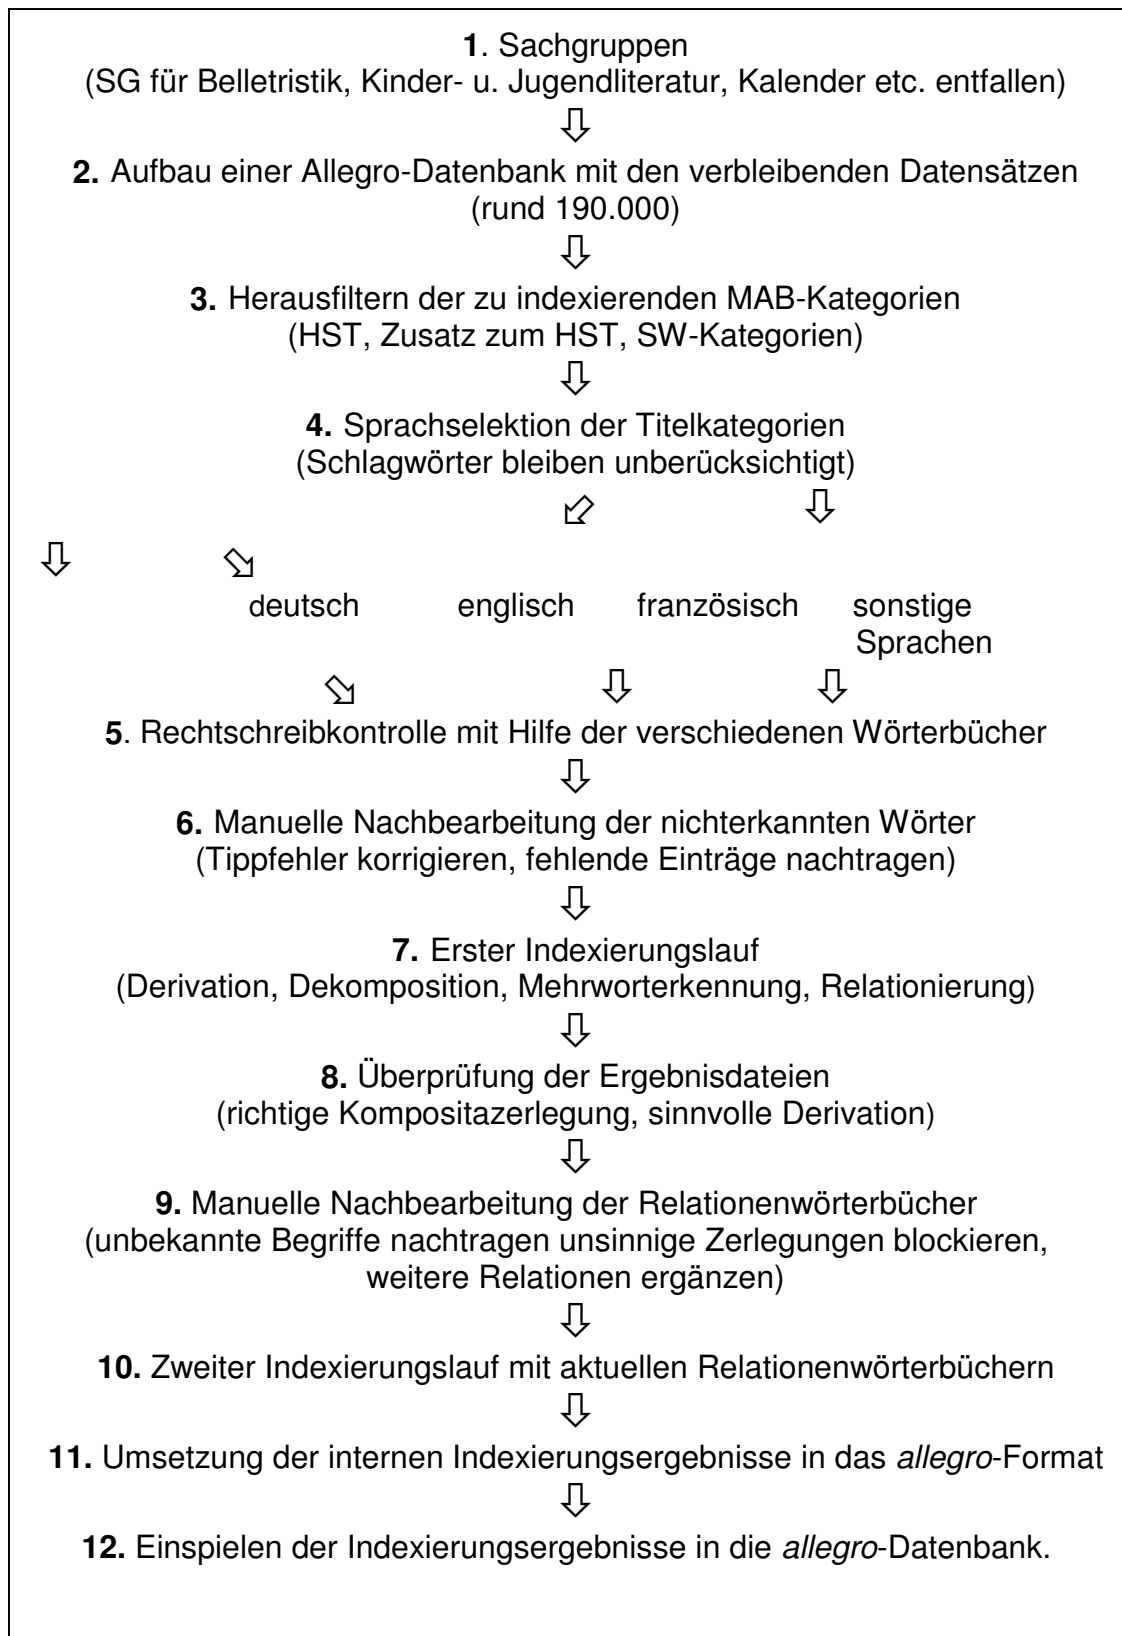 1. Sachgruppen
(SG für Belletristik, Kinder- u. Jugendliteratur, Kalender etc. entfallen)
2. Aufbau einer Allegro-Datenbank mit den verbleibenden Datensätzen
(rund 190.000)
3. Herausfiltern der zu indexierenden MAB-Kategorien
(HST, Zusatz zum HST, SW-Kategorien)
4. Sprachselektion der Titelkategorien
(Schlagwörter bleiben unberücksichtigt)
deutsch englisch französisch sonstige
Sprachen
5. Rechtschreibkontrolle mit Hilfe der verschiedenen Wörterbücher
6. Manuelle Nachbearbeitung der nichterkannten Wörter
(Tippfehler korrigieren, fehlende Einträge nachtragen)
7. Erster Indexierungslauf
(Derivation, Dekomposition, Mehrworterkennung, Relationierung)
8. Überprüfung der Ergebnisdateien
(richtige Kompositazerlegung, sinnvolle Derivation)
9. Manuelle Nachbearbeitung der Relationenwörterbücher
(unbekannte Begriffe nachtragen unsinnige Zerlegungen blockieren,
weitere Relationen ergänzen)
10. Zweiter Indexierungslauf mit aktuellen Relationenwörterbüchern
11. Umsetzung der internen Indexierungsergebnisse in das allegro-Format
12. Einspielen der Indexierungsergebnisse in die allegro-Datenbank.